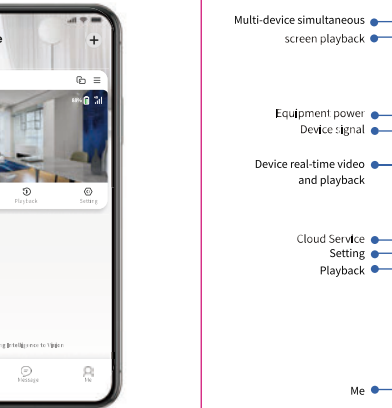 e
+
88%
Playback
Setting
Message
Me
Multi-device simultaneous
screen playback
Equipment power
Device signal
Device real-time video
and playback
Cloud Service
Setting
Playback
Me